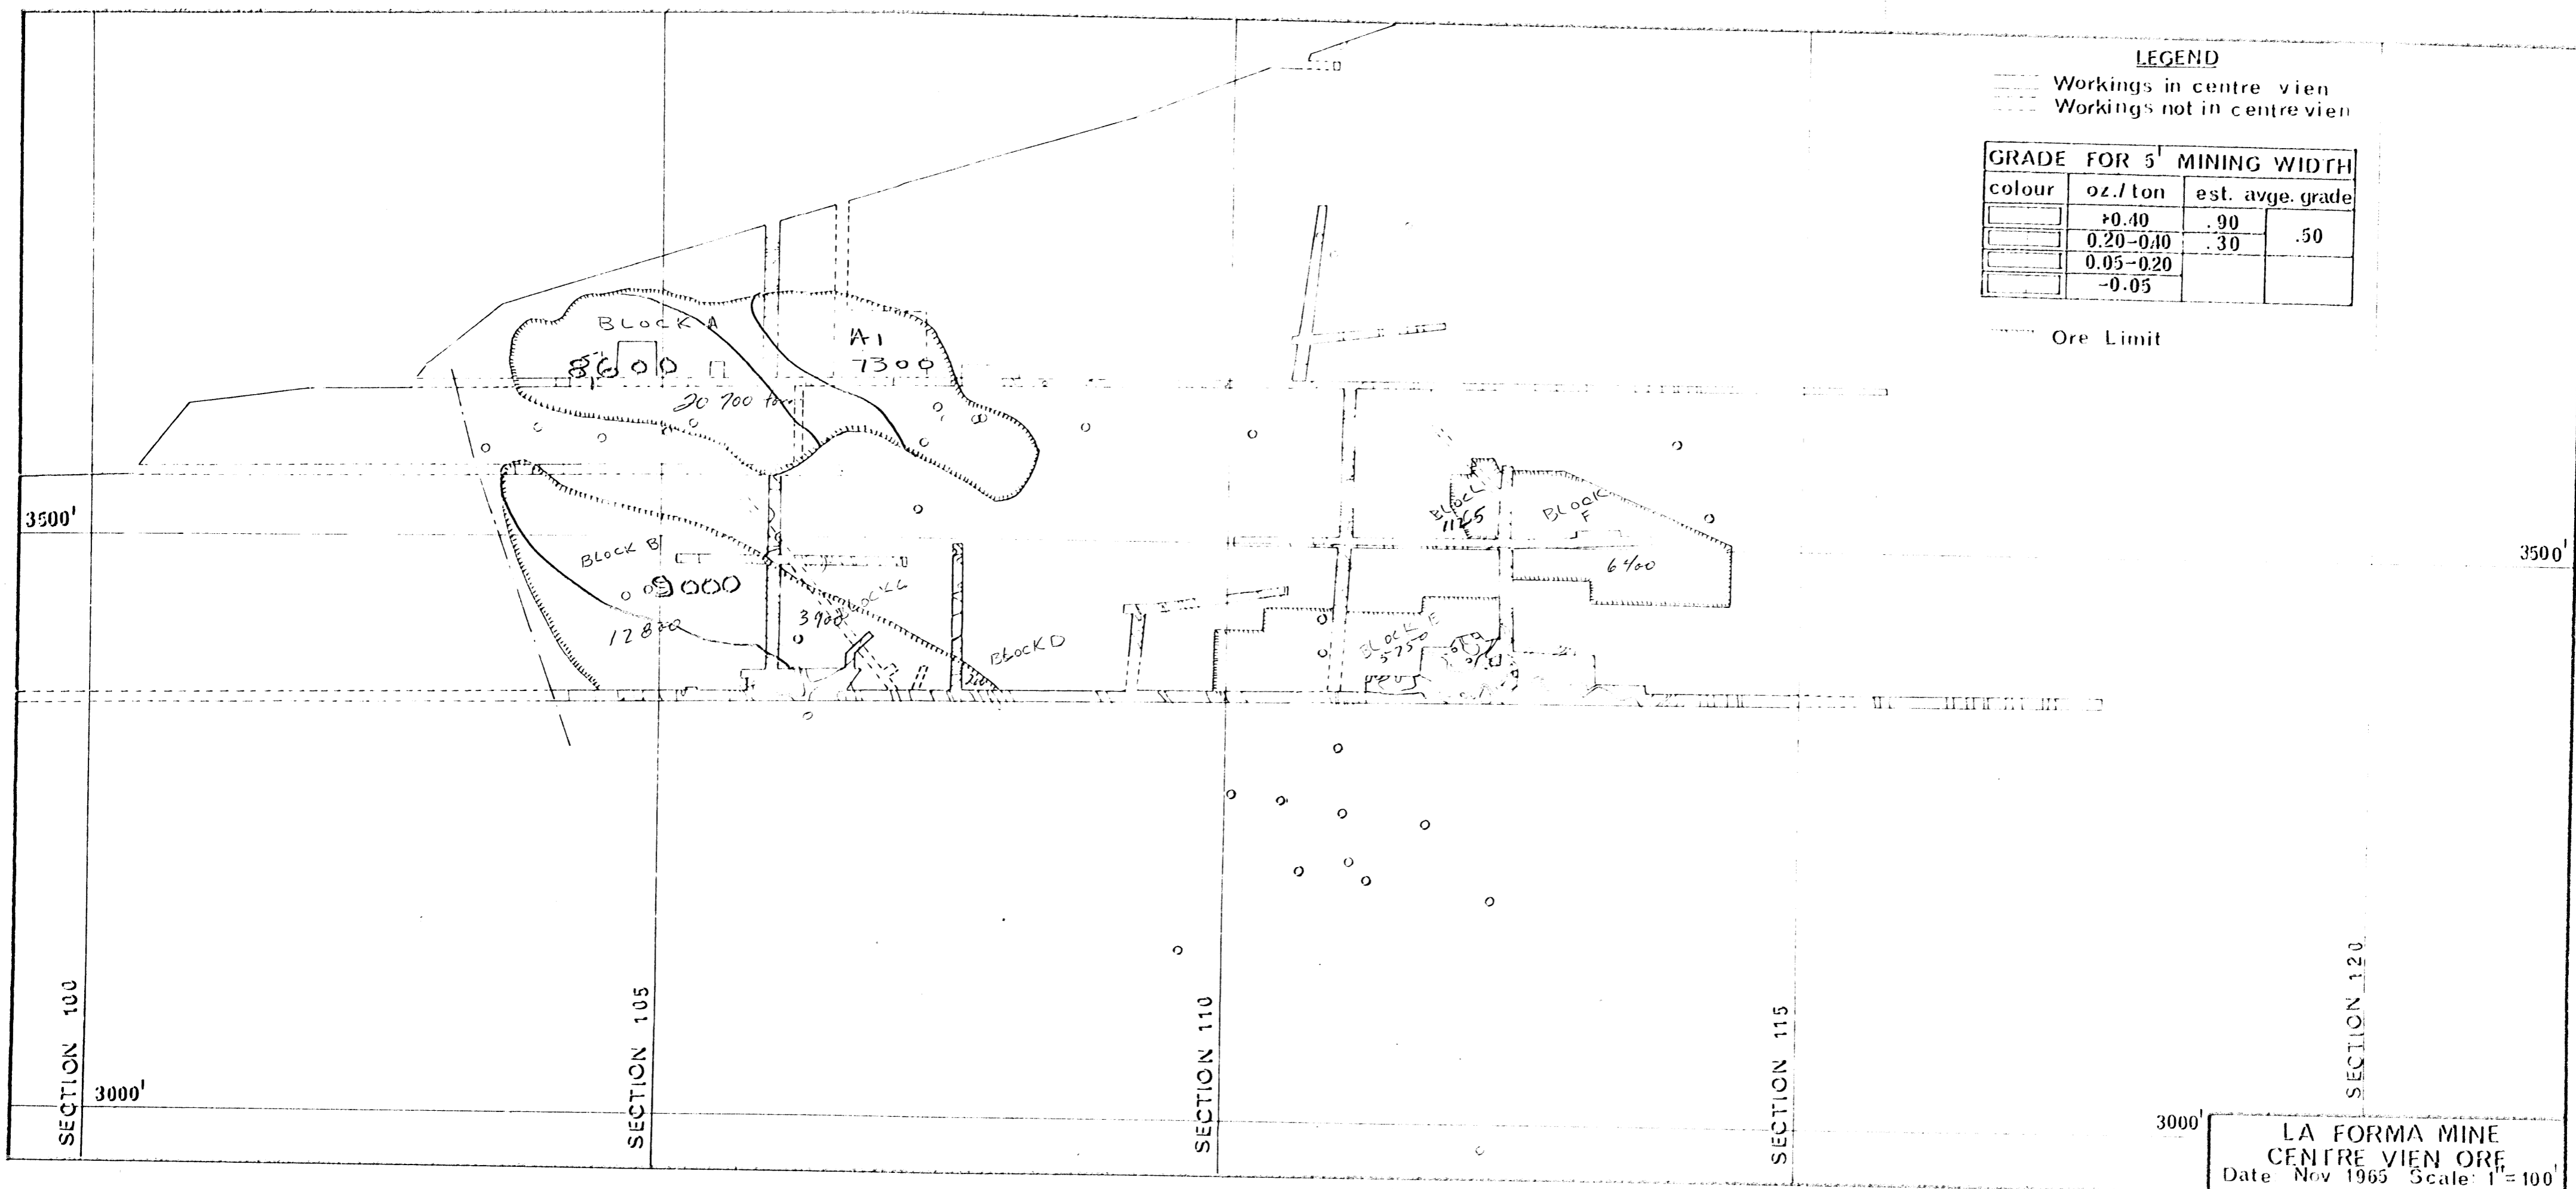 LEGEND
Workings in centre vien
Workings not in centre vien
GRADE FOR 5' MINING WIDTH
colour oz./ton est. avge. grade
+0.40 .90 .50
0.20-0.40 .30
0.05-0.20
-0.05
Ore Limit
BLOCK A
8600
20 700
A1
7300
3500'
BLOCK B
9000
12 800
3900
BLOCK D
BLOCK
1125
BLOCK
F
6400
BLOCK E
5750
3500'
SECTION 100
SECTION 105
SECTION 110
SECTION 115
SECTION 120
3000'
3000'
LA FORMA MINE
CENTRE VIEN ORE
Date Nov 1965 Scale: 1"=100'